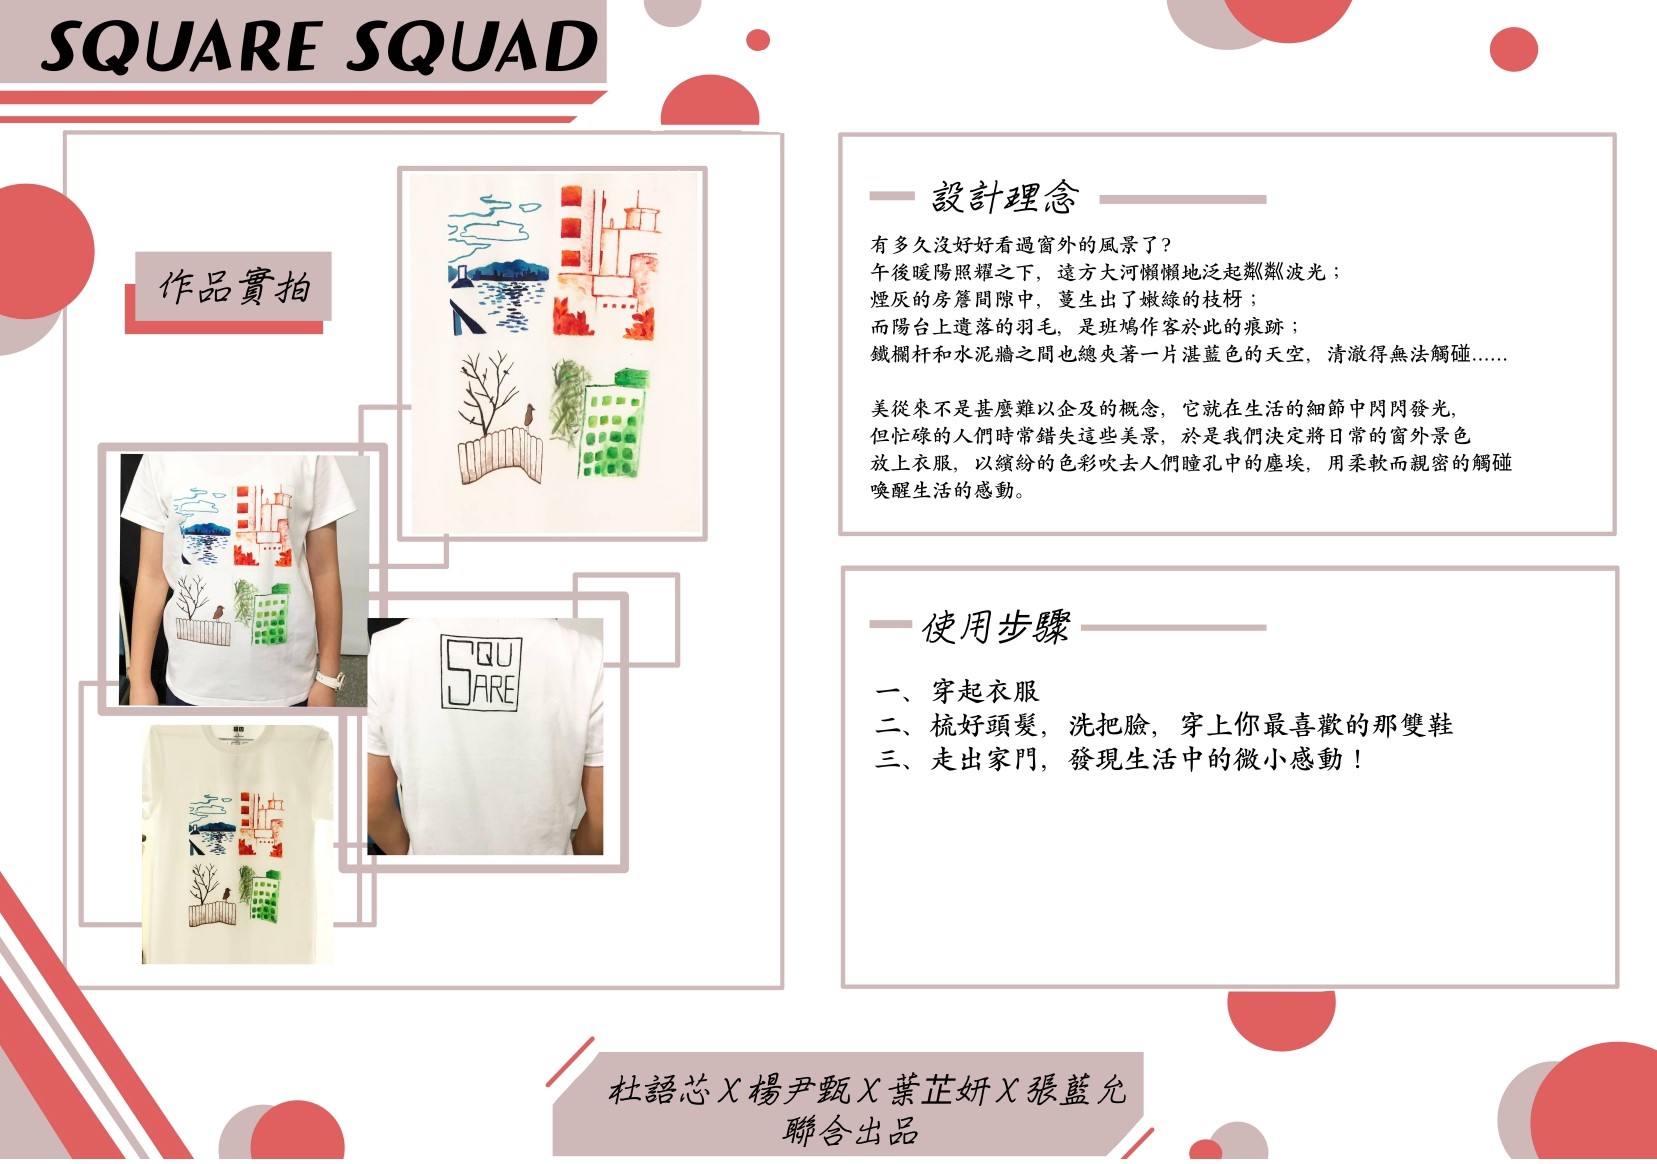 SQUARE SQUAD
作品實拍
SQU
ARE
設計理念
有多久沒好好看過窗外的風景了？
午後暖陽照耀之下，遠方大河懶懶地泛起粼粼波光；
煙灰的房簷間隙中，蔓生出了嫩綠的枝枒；
而陽台上遺落的羽毛，是班鳩作客於此的痕跡；
鐵欄杆和水泥牆之間也總夾著一片湛藍色的天空，清澈得無法觸碰......
美從來不是甚麼難以企及的概念，它就在生活的細節中閃閃發光，
但忙碌的人們時常錯失這些美景，於是我們決定將日常的窗外景色
放上衣服，以繽紛的色彩吹去人們瞳孔中的塵埃，用柔軟而親密的觸碰
喚醒生活的感動。
使用步驟
一、穿起衣服
二、梳好頭髮，洗把臉，穿上你最喜歡的那雙鞋
三、走出家門，發現生活中的微小感動！
杜語芯X楊尹甄X葉芷妍X張藍允
聯合出品